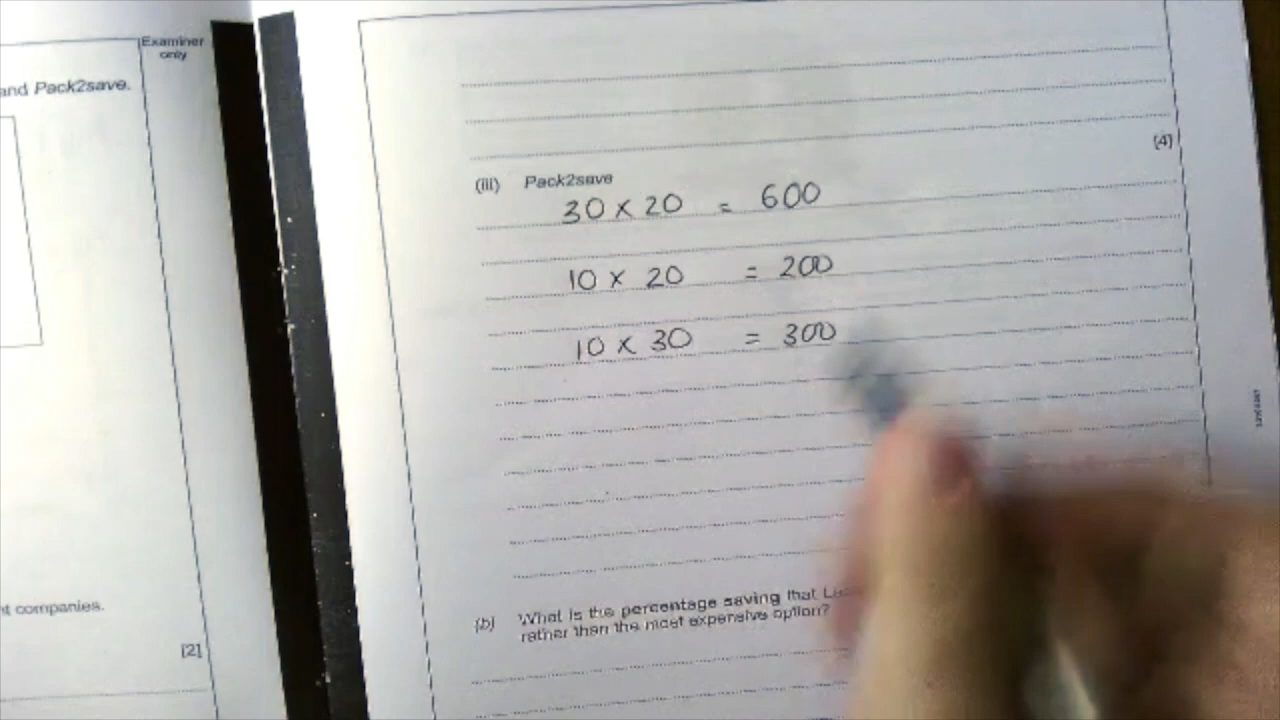 Examiner
only
and Pack2save.
nt companies.
[2]
[4]
(iii) Pack2save
30 x 20 = 600
10 x 20 = 200
10 x 30 = 300
(b) What is the percentage saving that
rather than the most expensive option?